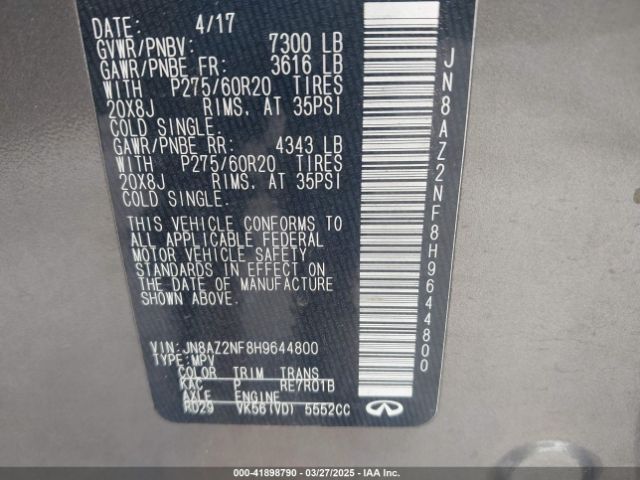 DATE: 4/17
GVWR/PNBV: 7300 LB
GAWR/PNBE FR: 3616 LB
WITH P275/60R20 TIRES
20X8J RIMS. AT 35PSI
COLD SINGLE.
GAWR/PNBE RR: 4343 LB
WITH P275/60R20 TIRES
20X8J RIMS. AT 35PSI
COLD SINGLE.
THIS VEHICLE CONFORMS TO
ALL APPLICABLE FEDERAL
MOTOR VEHICLE SAFETY
STANDARDS IN EFFECT ON
THE DATE OF MANUFACTURE
SHOWN ABOVE.
VIN:JN8AZ2NF8H9644800
TYPE:MPV
COLOR TRIM TRANS
KAC P RE7R01B
AXLE ENGINE
RD29 VK56(VD) 5552CC
JN8AZ2NF8H9644800
INFINITI
000-41898790 - 03/27/2025 - IAA Inc.